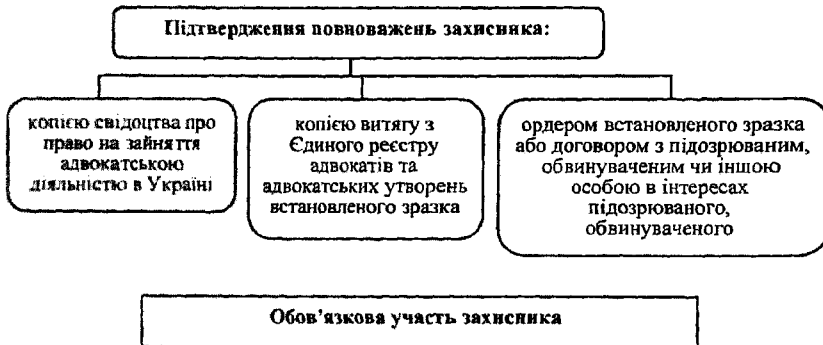 Підтвердження повноважень захисника:
копією свідоцтва про
право на зайняття
адвокатською
діяльністю в Україні
копією витягу з
Єдиного реєстру
адвокатів та
адвокатських утворень
встановленого зразка
ордером встановленого зразка
або договором з підозрюваним,
обвинуваченим чи іншою
особою в інтересах
підозрюваного,
обвинуваченого
Обов’язкова участь захисника